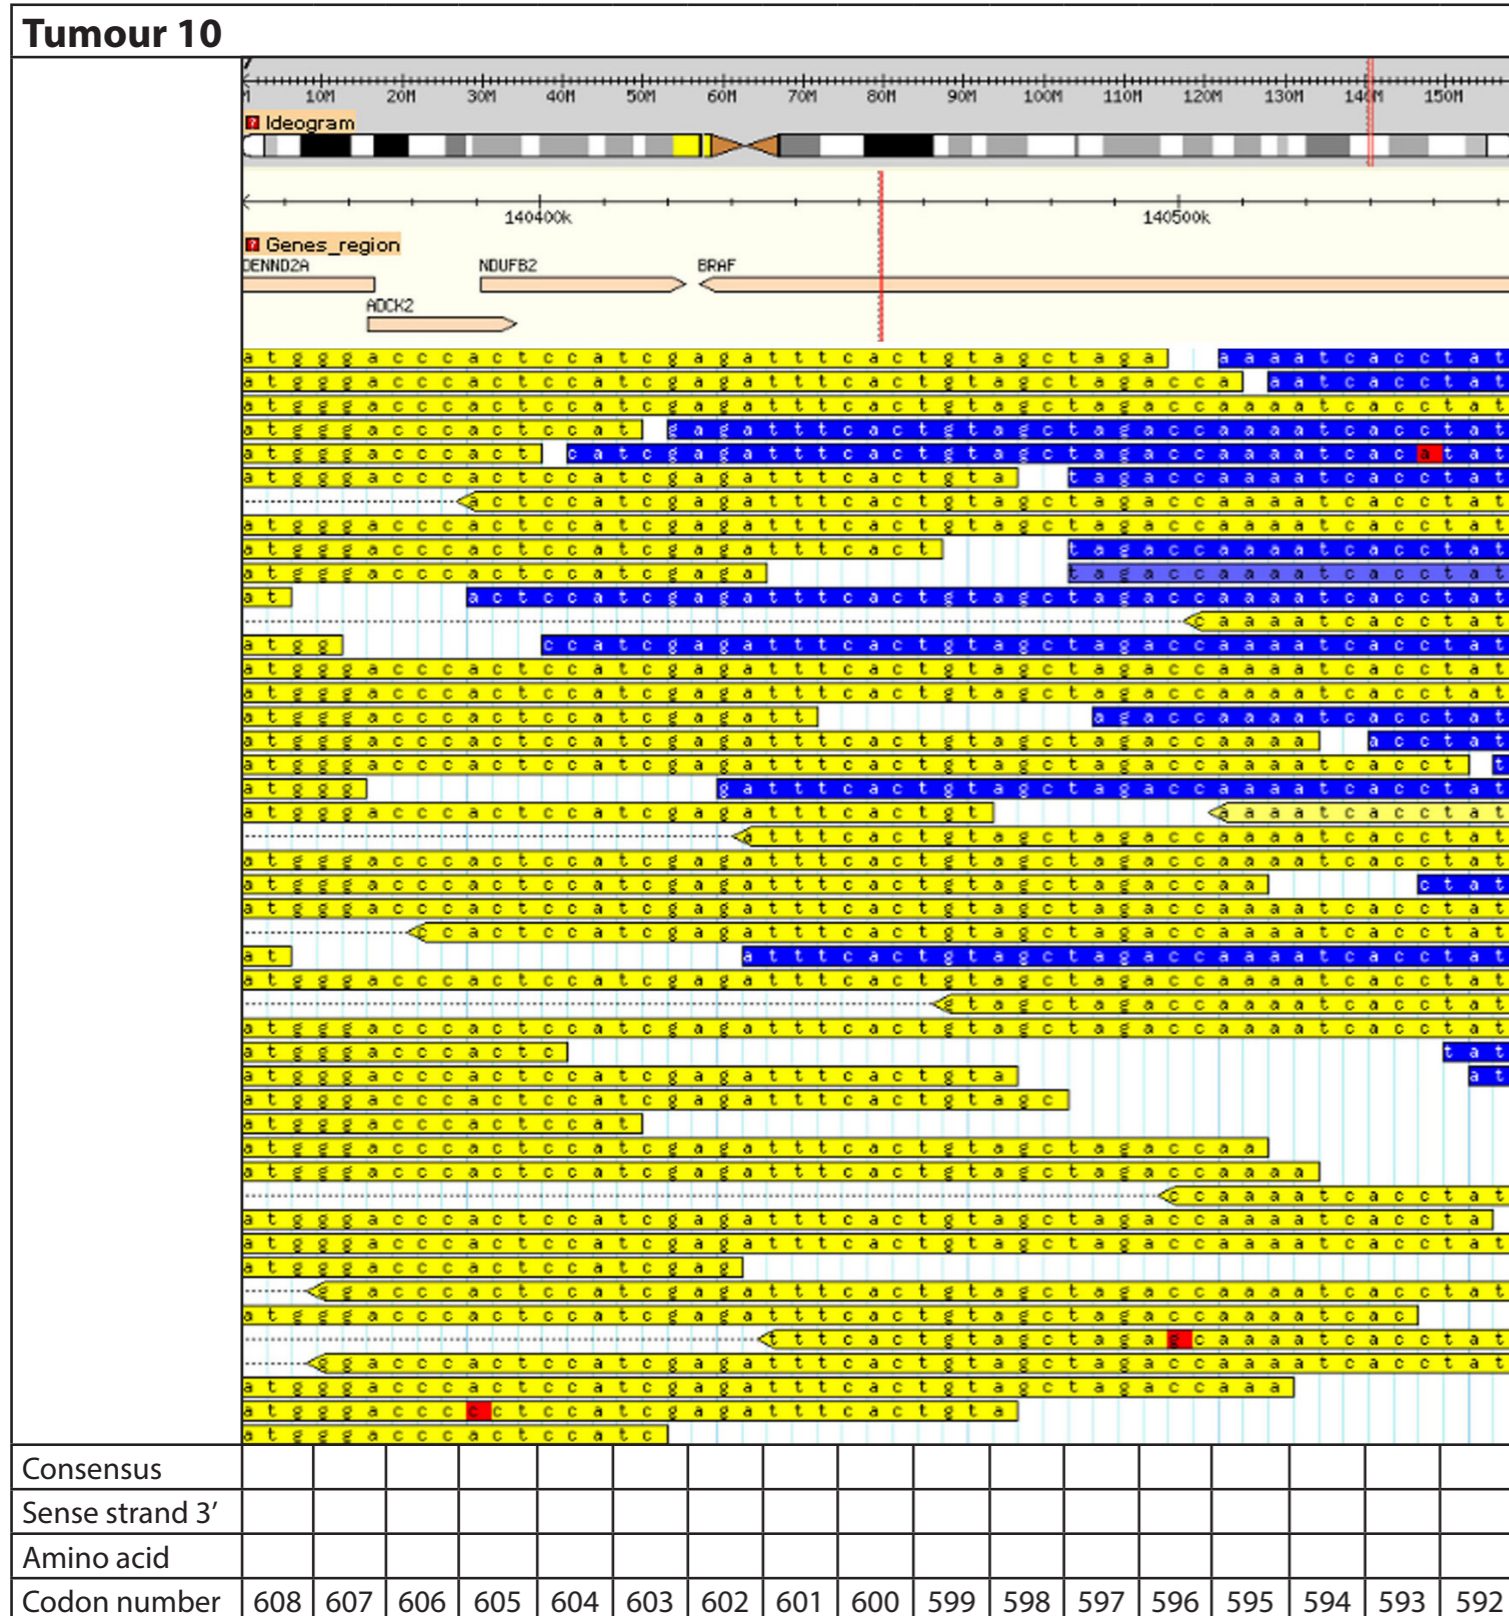 Tumour 10
10M 20M 30M 40M 50M 60M 70M 80M 90M 100M 110M 120M 130M 140M 150M
? Ideogram
140400k 140500k
? Genes_region
DENND2A NDUFB2 BRAF
ADCK2
a t g g g a c c c a c t c c a t c g a g a t t t c a c t g t a g c t a g a a a a a t c a c c t a t
a t g g g a c c c a c t c c a t c g a g a t t t c a c t g t a g c t a g a c c a a a t c a c c t a t
a t g g g a c c c a c t c c a t c g a g a t t t c a c t g t a g c t a g a c c a a a a t c a c c t a t
a t g g g a c c c a c t c c a t g a g a t t t c a c t g t a g c t a g a c c a a a a t c a c c t a t
a t g g g a c c c a c t c a t c g a g a t t t c a c t g t a g c t a g a c c a a a a t c a c a t a t
a t g g g a c c c a c t c c a t c g a g a t t t c a c t g t a t a g a c c a a a a t c a c c t a t
a c t c c a t c g a g a t t t c a c t g t a g c t a g a c c a a a a t c a c c t a t
a t g g g a c c c a c t c c a t c g a g a t t t c a c t g t a g c t a g a c c a a a a t c a c c t a t
a t g g g a c c c a c t c c a t c g a g a t t t c a c t t a g a c c a a a a t c a c c t a t
a t g g g a c c c a c t c c a t c g a g a t a g a c c a a a a t c a c c t a t
a t a c t c c a t c g a g a t t t c a c t g t a g c t a g a c c a a a a t c a c c t a t
c a a a a t c a c c t a t
a t g g c c a t c g a g a t t t c a c t g t a g c t a g a c c a a a a t c a c c t a t
a t g g g a c c c a c t c c a t c g a g a t t t c a c t g t a g c t a g a c c a a a a t c a c c t a t
a t g g g a c c c a c t c c a t c g a g a t t t c a c t g t a g c t a g a c c a a a a t c a c c t a t
a t g g g a c c c a c t c c a t c g a g a t t a g a c c a a a a t c a c c t a t
a t g g g a c c c a c t c c a t c g a g a t t t c a c t g t a g c t a g a c c a a a a a c c t a t
a t g g g a c c c a c t c c a t c g a g a t t t c a c t g t a g c t a g a c c a a a a t c a c c t t
a t g g g g a t t t c a c t g t a g c t a g a c c a a a a t c a c c t a t
a t g g g a c c c a c t c c a t c g a g a t t t c a c t g t a a a a t c a c c t a t
a t t t c a c t g t a g c t a g a c c a a a a t c a c c t a t
a t g g g a c c c a c t c c a t c g a g a t t t c a c t g t a g c t a g a c c a a a a t c a c c t a t
a t g g g a c c c a c t c c a t c g a g a t t t c a c t g t a g c t a g a c c a a c t a t
a t g g g a c c c a c t c c a t c g a g a t t t c a c t g t a g c t a g a c c a a a a t c a c c t a t
c c a c t c c a t c g a g a t t t c a c t g t a g c t a g a c c a a a a t c a c c t a t
a t a t t t c a c t g t a g c t a g a c c a a a a t c a c c t a t
a t g g g a c c c a c t c c a t c g a g a t t t c a c t g t a g c t a g a c c a a a a t c a c c t a t
g t a g c t a g a c c a a a a t c a c c t a t
a t g g g a c c c a c t c c a t c g a g a t t t c a c t g t a g c t a g a c c a a a a t c a c c t a t
a t g g g a c c c a c t c t a t
a t g g g a c c c a c t c c a t c g a g a t t t c a c t g t a a t
a t g g g a c c c a c t c c a t c g a g a t t t c a c t g t a g c
a t g g g a c c c a c t c c a t
a t g g g a c c c a c t c c a t c g a g a t t t c a c t g t a g c t a g a c c a a
a t g g g a c c c a c t c c a t c g a g a t t t c a c t g t a g c t a g a c c a a a a
c c a a a a t c a c c t a t
a t g g g a c c c a c t c c a t c g a g a t t t c a c t g t a g c t a g a c c a a a a t c a c c t a
a t g g g a c c c a c t c c a t c g a g a t t t c a c t g t a g c t a g a c c a a a a t c a c c t a t
a t g g g a c c c a c t c c a t c g a g
g g a c c c a c t c c a t c g a g a t t t c a c t g t a g c t a g a c c a a a a t c a c c t a t
a t g g g a c c c a c t c c a t c g a g a t t t c a c t g t a g c t a g a c c a a a a t c a c
t t t c a c t g t a g c t a g a g c a a a a t c a c c t a t
g g a c c c a c t c c a t c g a g a t t t c a c t g t a g c t a g a c c a a a a t c a c c t a t
a t g g g a c c c a c t c c a t c g a g a t t t c a c t g t a g c t a g a c c a a a
a t g g g a c c c c c t c c a t c g a g a t t t c a c t g t a
a t g g g a c c c a c t c c a t c
Consensus
Sense strand 3’
Amino acid
Codon number 608 607 606 605 604 603 602 601 600 599 598 597 596 595 594 593 592